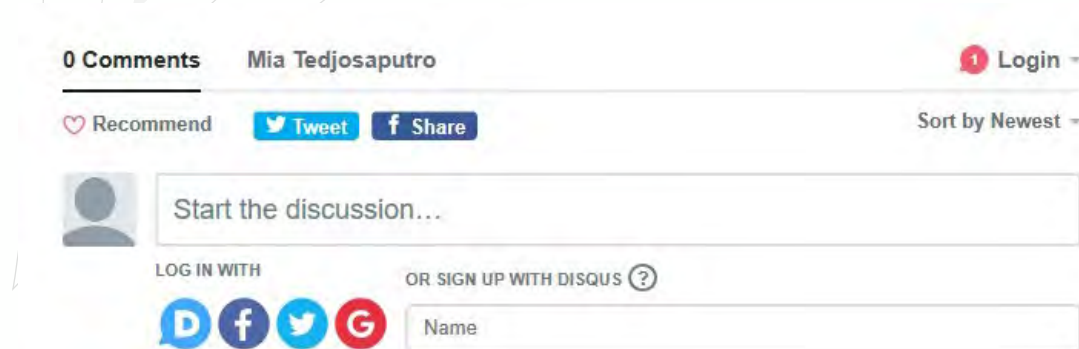 0 Comments Mia Tedjosaputro 1 Login
Recommend Tweet f Share Sort by Newest
Start the discussion…
LOG IN WITH OR SIGN UP WITH DISQUS ?
D f G Name